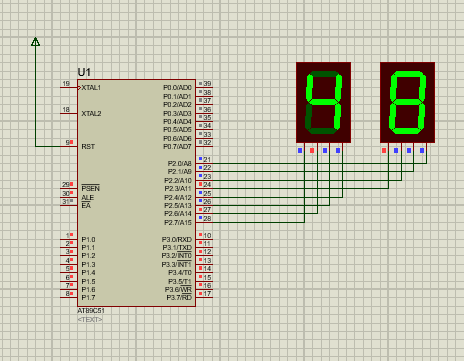 U1
19 XTAL1 P0.0/AD0 39
P0.1/AD1 38
P0.2/AD2 37
18 XTAL2 P0.3/AD3 36
P0.4/AD4 35
P0.5/AD5 34
P0.6/AD6 33
9 RST P0.7/AD7 32
P2.0/A8 21
P2.1/A9 22
P2.2/A10 23
29 PSEN P2.3/A11 24
30 ALE P2.4/A12 25
31 EA P2.5/A13 26
P2.6/A14 27
P2.7/A15 28
1 P1.0 P3.0/RXD 10
2 P1.1 P3.1/TXD 11
3 P1.2 P3.2/INT0 12
4 P1.3 P3.3/INT1 13
5 P1.4 P3.4/T0 14
6 P1.5 P3.5/T1 15
7 P1.6 P3.6/WR 16
8 P1.7 P3.7/RD 17
AT89C51
<TEXT>
4 8